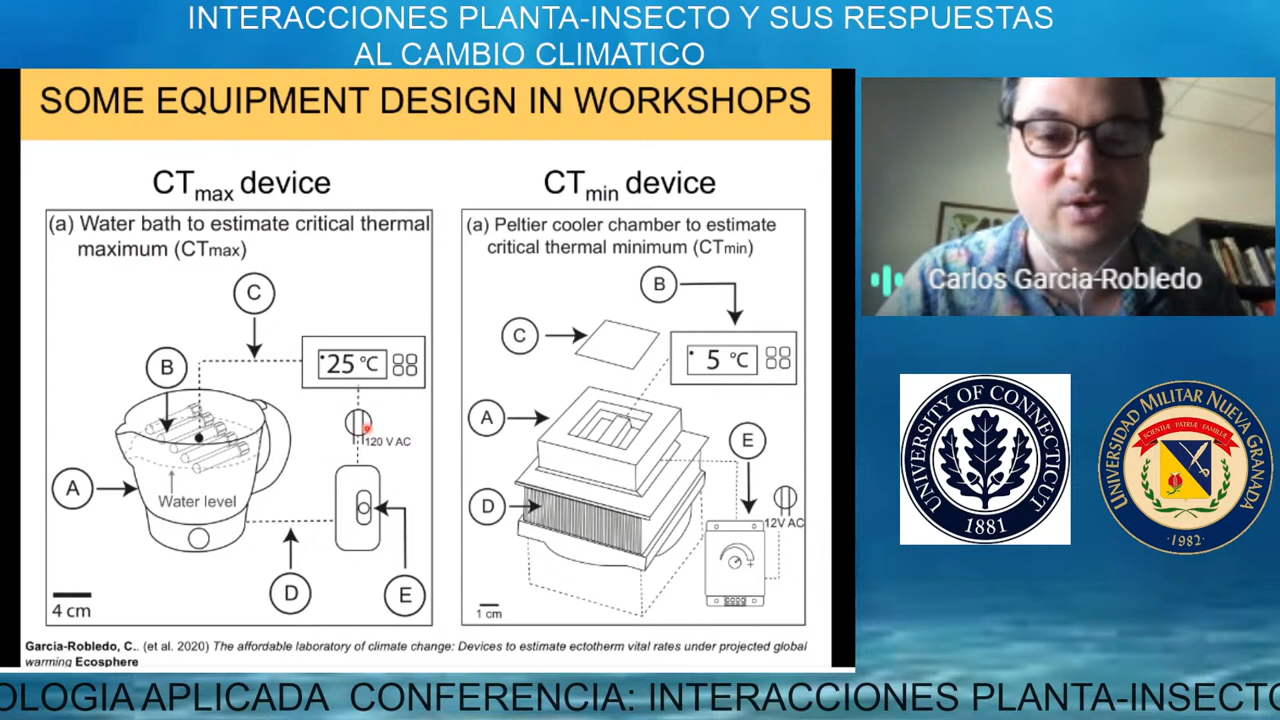 INTERACCIONES PLANTA-INSECTO Y SUS RESPUESTAS
AL CAMBIO CLIMATICO
SOME EQUIPMENT DESIGN IN WORKSHOPS
CTmax device
(a) Water bath to estimate critical thermal
maximum (CTmax)
C
25 °C
B
120 V AC
A
Water level
D
E
4 cm
CTmin device
(a) Peltier cooler chamber to estimate
critical thermal minimum (CTmin)
B
C
5 °C
A
E
D
12V AC
1 cm
Garcia-Robledo, C.. (et al. 2020) The affordable laboratory of climate change: Devices to estimate ectotherm vital rates under projected global
warming Ecosphere
Carlos Garcia-Robledo
UNIVERSITY OF CONNECTICUT
1881
UNIVERSIDAD MILITAR NUEVA GRANADA
SCIENTIÆ - PATRIÆ - FAMILIÆ
·1982·
OLOGIA APLICADA CONFERENCIA: INTERACCIONES PLANTA-INSECTO